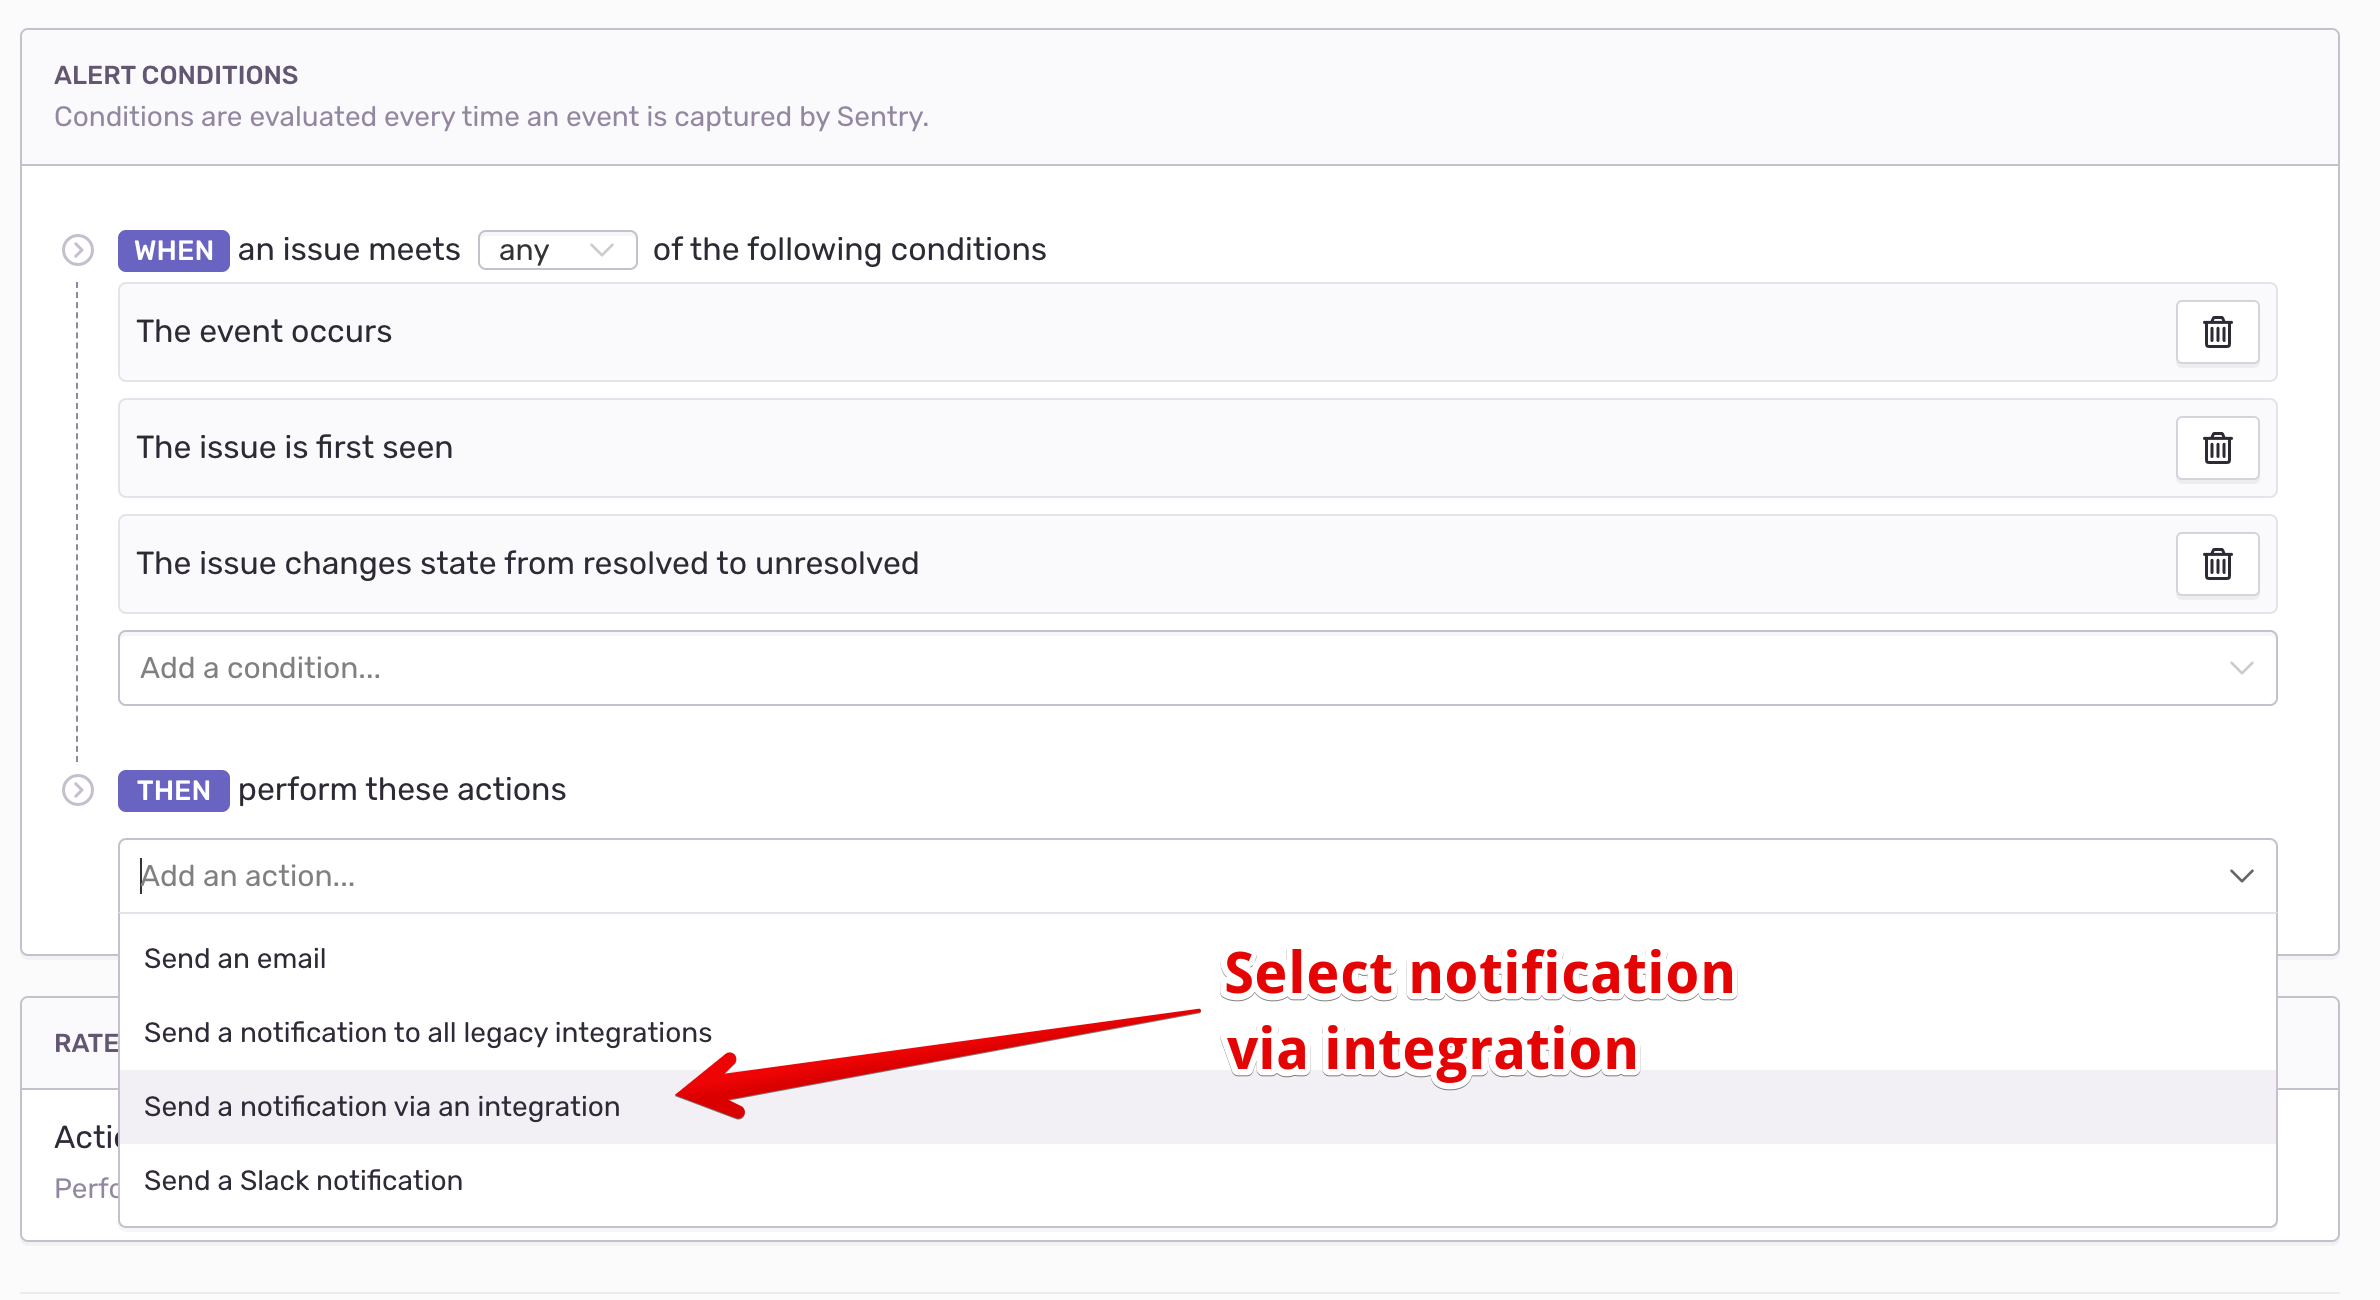 ALERT CONDITIONS
Conditions are evaluated every time an event is captured by Sentry.
WHEN an issue meets any of the following conditions
The event occurs
The issue is first seen
The issue changes state from resolved to unresolved
Add a condition...
THEN perform these actions
Add an action...
Send an email
Send a notification to all legacy integrations
Send a notification via an integration
Send a Slack notification
Select notification
via integration
RATE